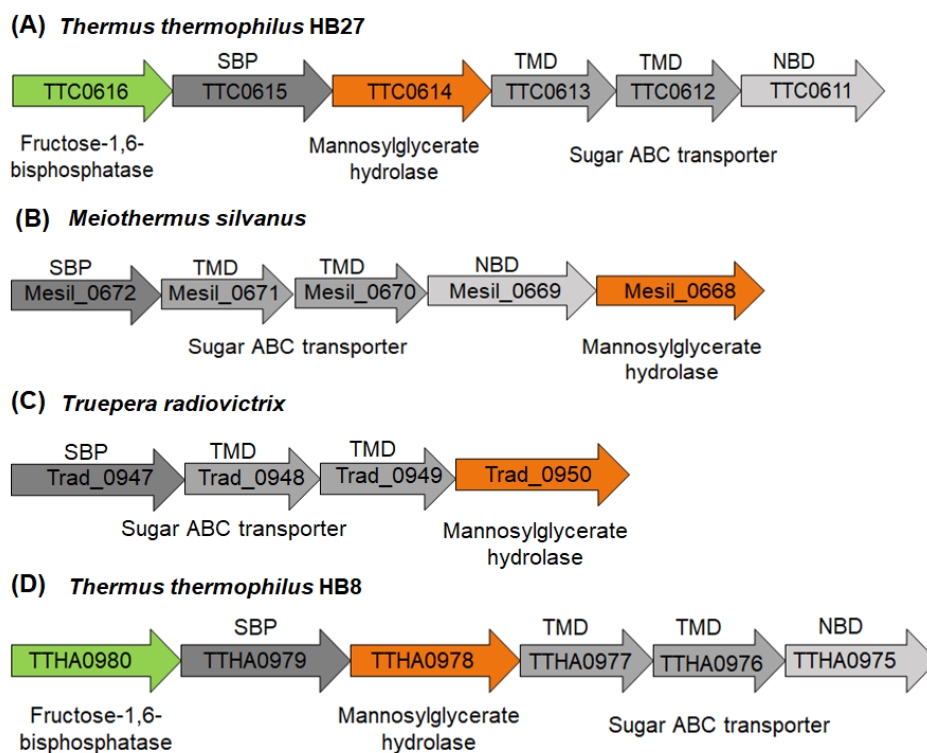 (A) Thermus thermophilus HB27
SBP TMD TMD NBD
TTC0616 TTC0615 TTC0614 TTC0613 TTC0612 TTC0611
Fructose-1,6-
bisphosphatase
Mannosylglycerate
hydrolase
Sugar ABC transporter
(B) Meiothermus silvanus
SBP TMD TMD NBD
Mesil_0672 Mesil_0671 Mesil_0670 Mesil_0669 Mesil_0668
Sugar ABC transporter
Mannosylglycerate
hydrolase
(C) Truepera radiovictrix
SBP TMD TMD
Trad_0947 Trad_0948 Trad_0949 Trad_0950
Sugar ABC transporter
Mannosylglycerate
hydrolase
(D) Thermus thermophilus HB8
SBP TMD TMD NBD
TTHA0980 TTHA0979 TTHA0978 TTHA0977 TTHA0976 TTHA0975
Fructose-1,6-
bisphosphatase
Mannosylglycerate
hydrolase
Sugar ABC transporter